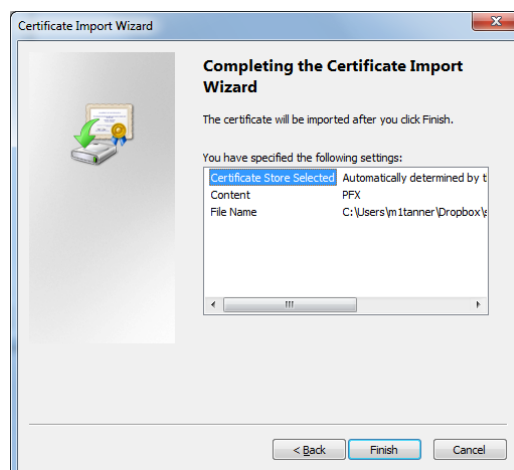 Certificate Import Wizard
Completing the Certificate Import
Wizard
The certificate will be imported after you click Finish.
You have specified the following settings:
Certificate Store Selected Automatically determined by t
Content PFX
File Name C:\Users\m1tanner\Dropbox\s
< Back Finish Cancel